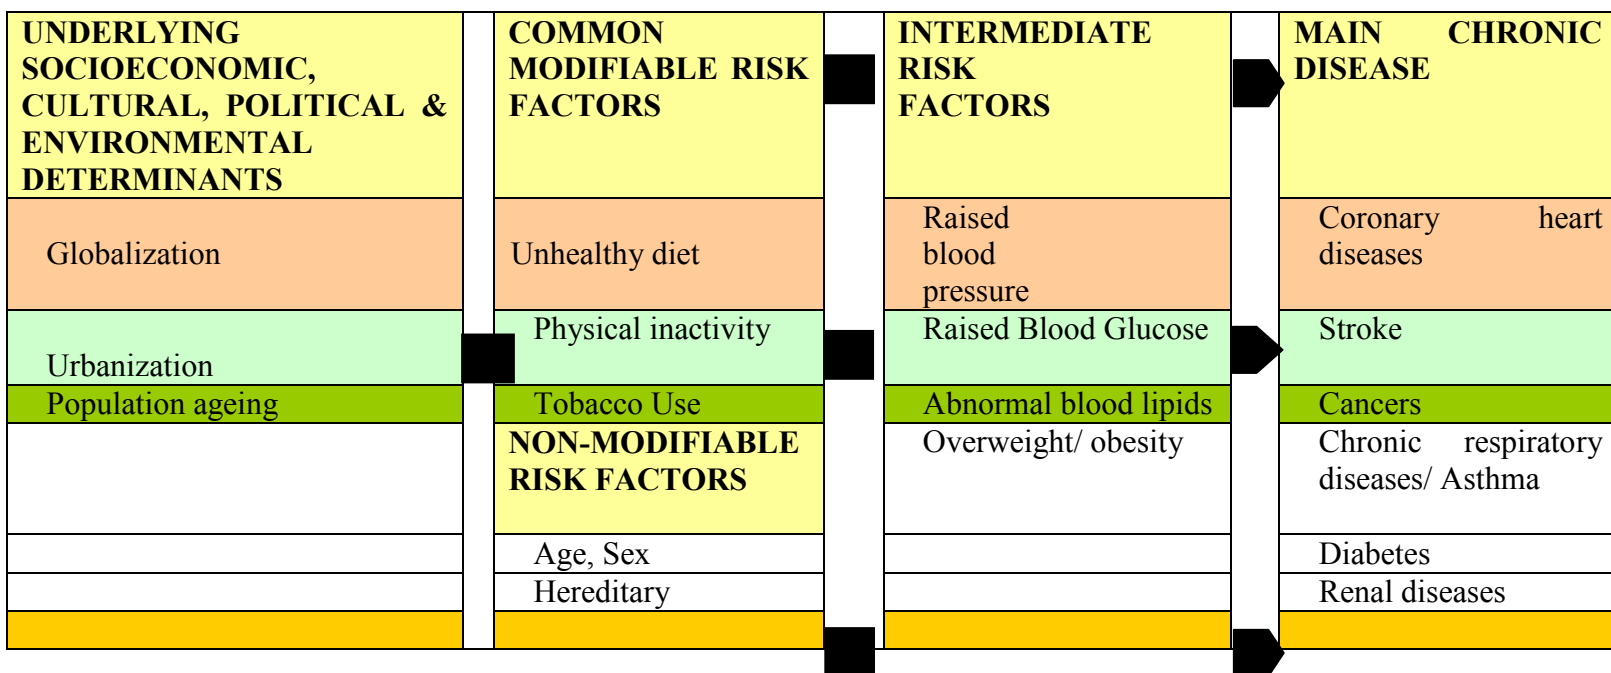 UNDERLYING
SOCIOECONOMIC,
CULTURAL, POLITICAL &
ENVIRONMENTAL
DETERMINANTS
COMMON
MODIFIABLE RISK
FACTORS
INTERMEDIATE
RISK
FACTORS
MAIN CHRONIC
DISEASE
Globalization
Unhealthy diet
Raised
blood
pressure
Coronary heart
diseases
Urbanization
Physical inactivity
Raised Blood Glucose
Stroke
Population ageing
Tobacco Use
Abnormal blood lipids
Cancers
NON-MODIFIABLE
RISK FACTORS
Overweight/ obesity
Chronic respiratory
diseases/ Asthma
Age, Sex
Diabetes
Hereditary
Renal diseases